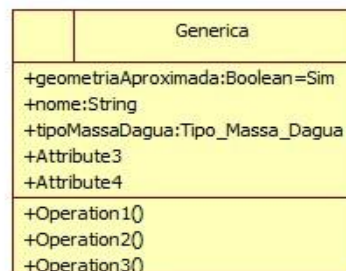 Generica
+geometriaAproximada:Boolean=Sim
+nome:String
+tipoMassaDagua:Tipo_Massa_Dagua
+Attribute3
+Attribute4
+Operation1()
+Operation2()
+Operation3()